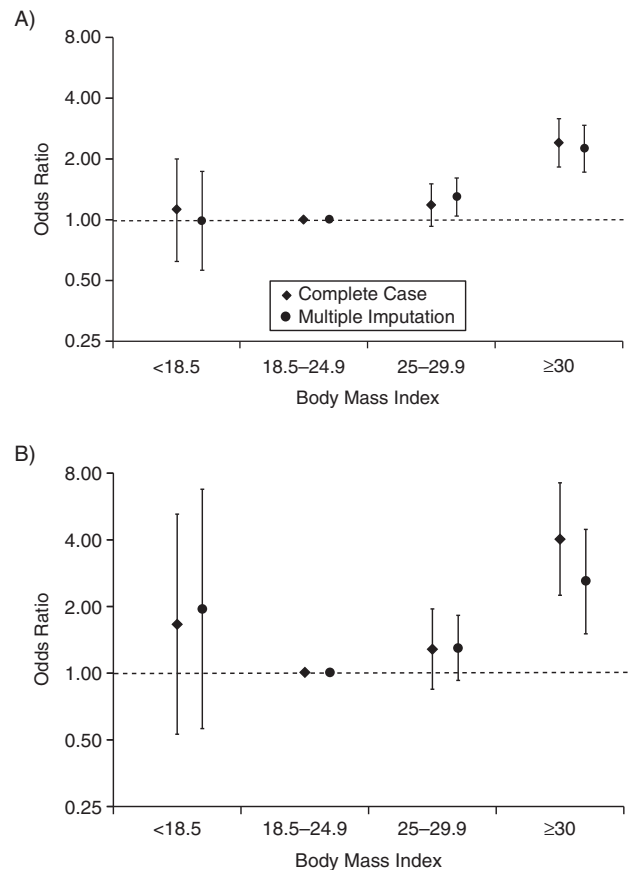 A)
8.00
4.00
2.00
1.00
0.50
0.25
Odds Ratio
Complete Case
Multiple Imputation
<18.5
18.5–24.9
25–29.9
≥30
Body Mass Index
B)
8.00
4.00
2.00
1.00
0.50
0.25
Odds Ratio
<18.5
18.5–24.9
25–29.9
≥30
Body Mass Index